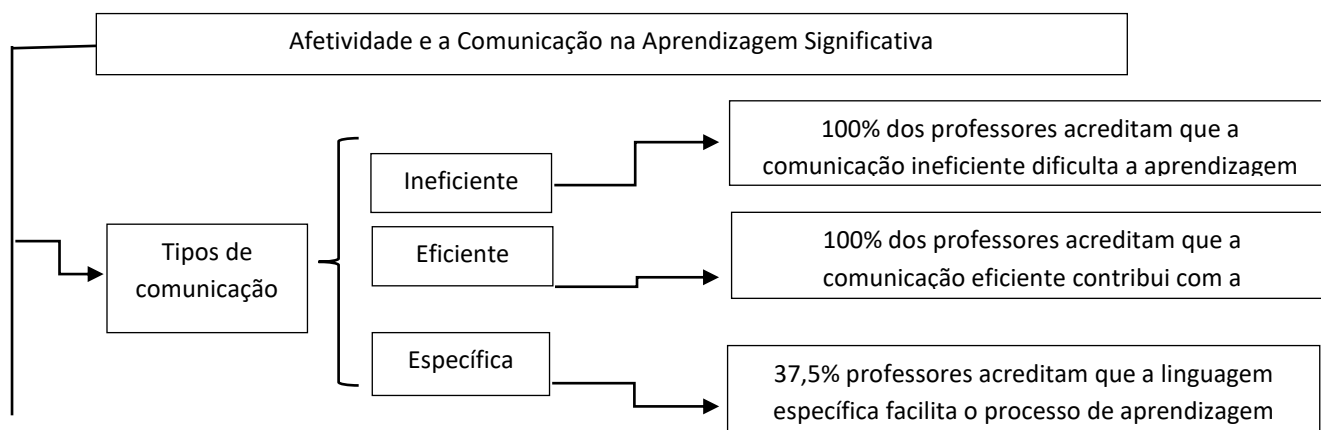 Afetividade e a Comunicação na Aprendizagem Significativa
100% dos professores acreditam que a
comunicação ineficiente dificulta a aprendizagem
Ineficiente
Tipos de
comunicação
Eficiente
100% dos professores acreditam que a
comunicação eficiente contribui com a
Específica
37,5% professores acreditam que a linguagem
específica facilita o processo de aprendizagem